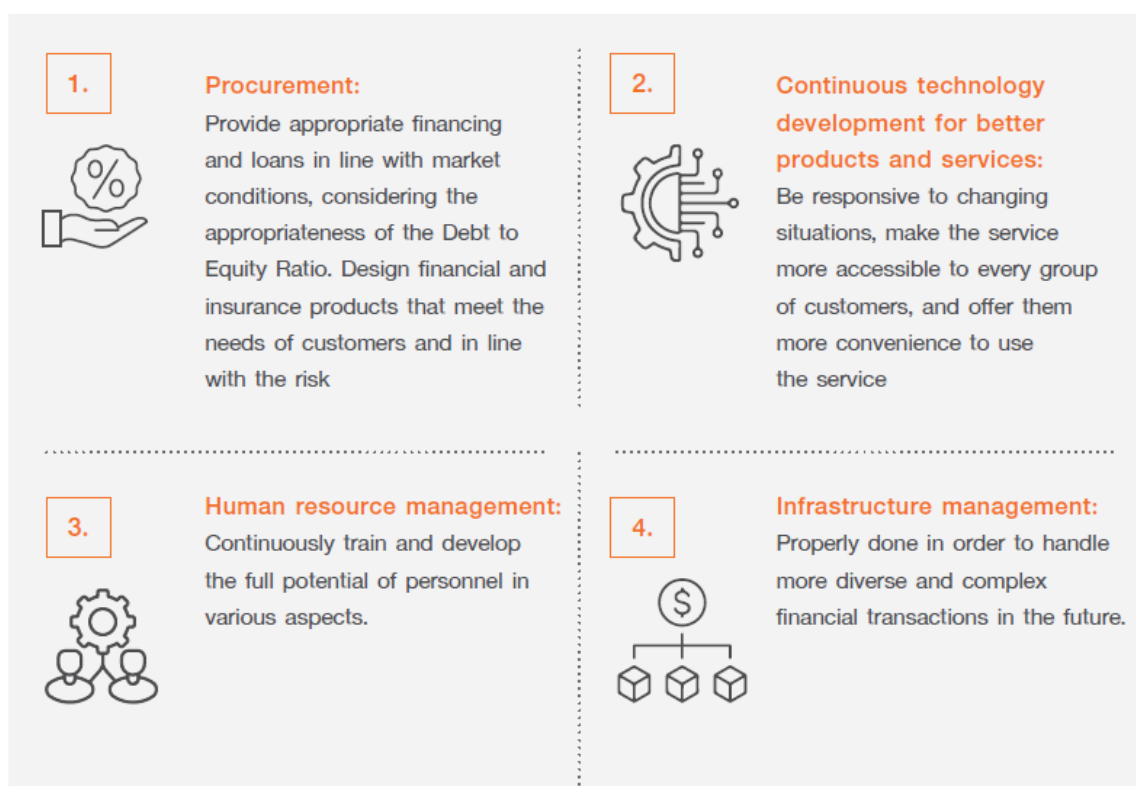 1.
Procurement:
Provide appropriate financing
and loans in line with market
conditions, considering the
appropriateness of the Debt to
Equity Ratio. Design financial and
insurance products that meet the
needs of customers and in line
with the risk
%
2.
Continuous technology
development for better
products and services:
Be responsive to changing
situations, make the service
more accessible to every group
of customers, and offer them
more convenience to use
the service
3.
Human resource management:
Continuously train and develop
the full potential of personnel in
various aspects.
4.
Infrastructure management:
Properly done in order to handle
more diverse and complex
financial transactions in the future.
$